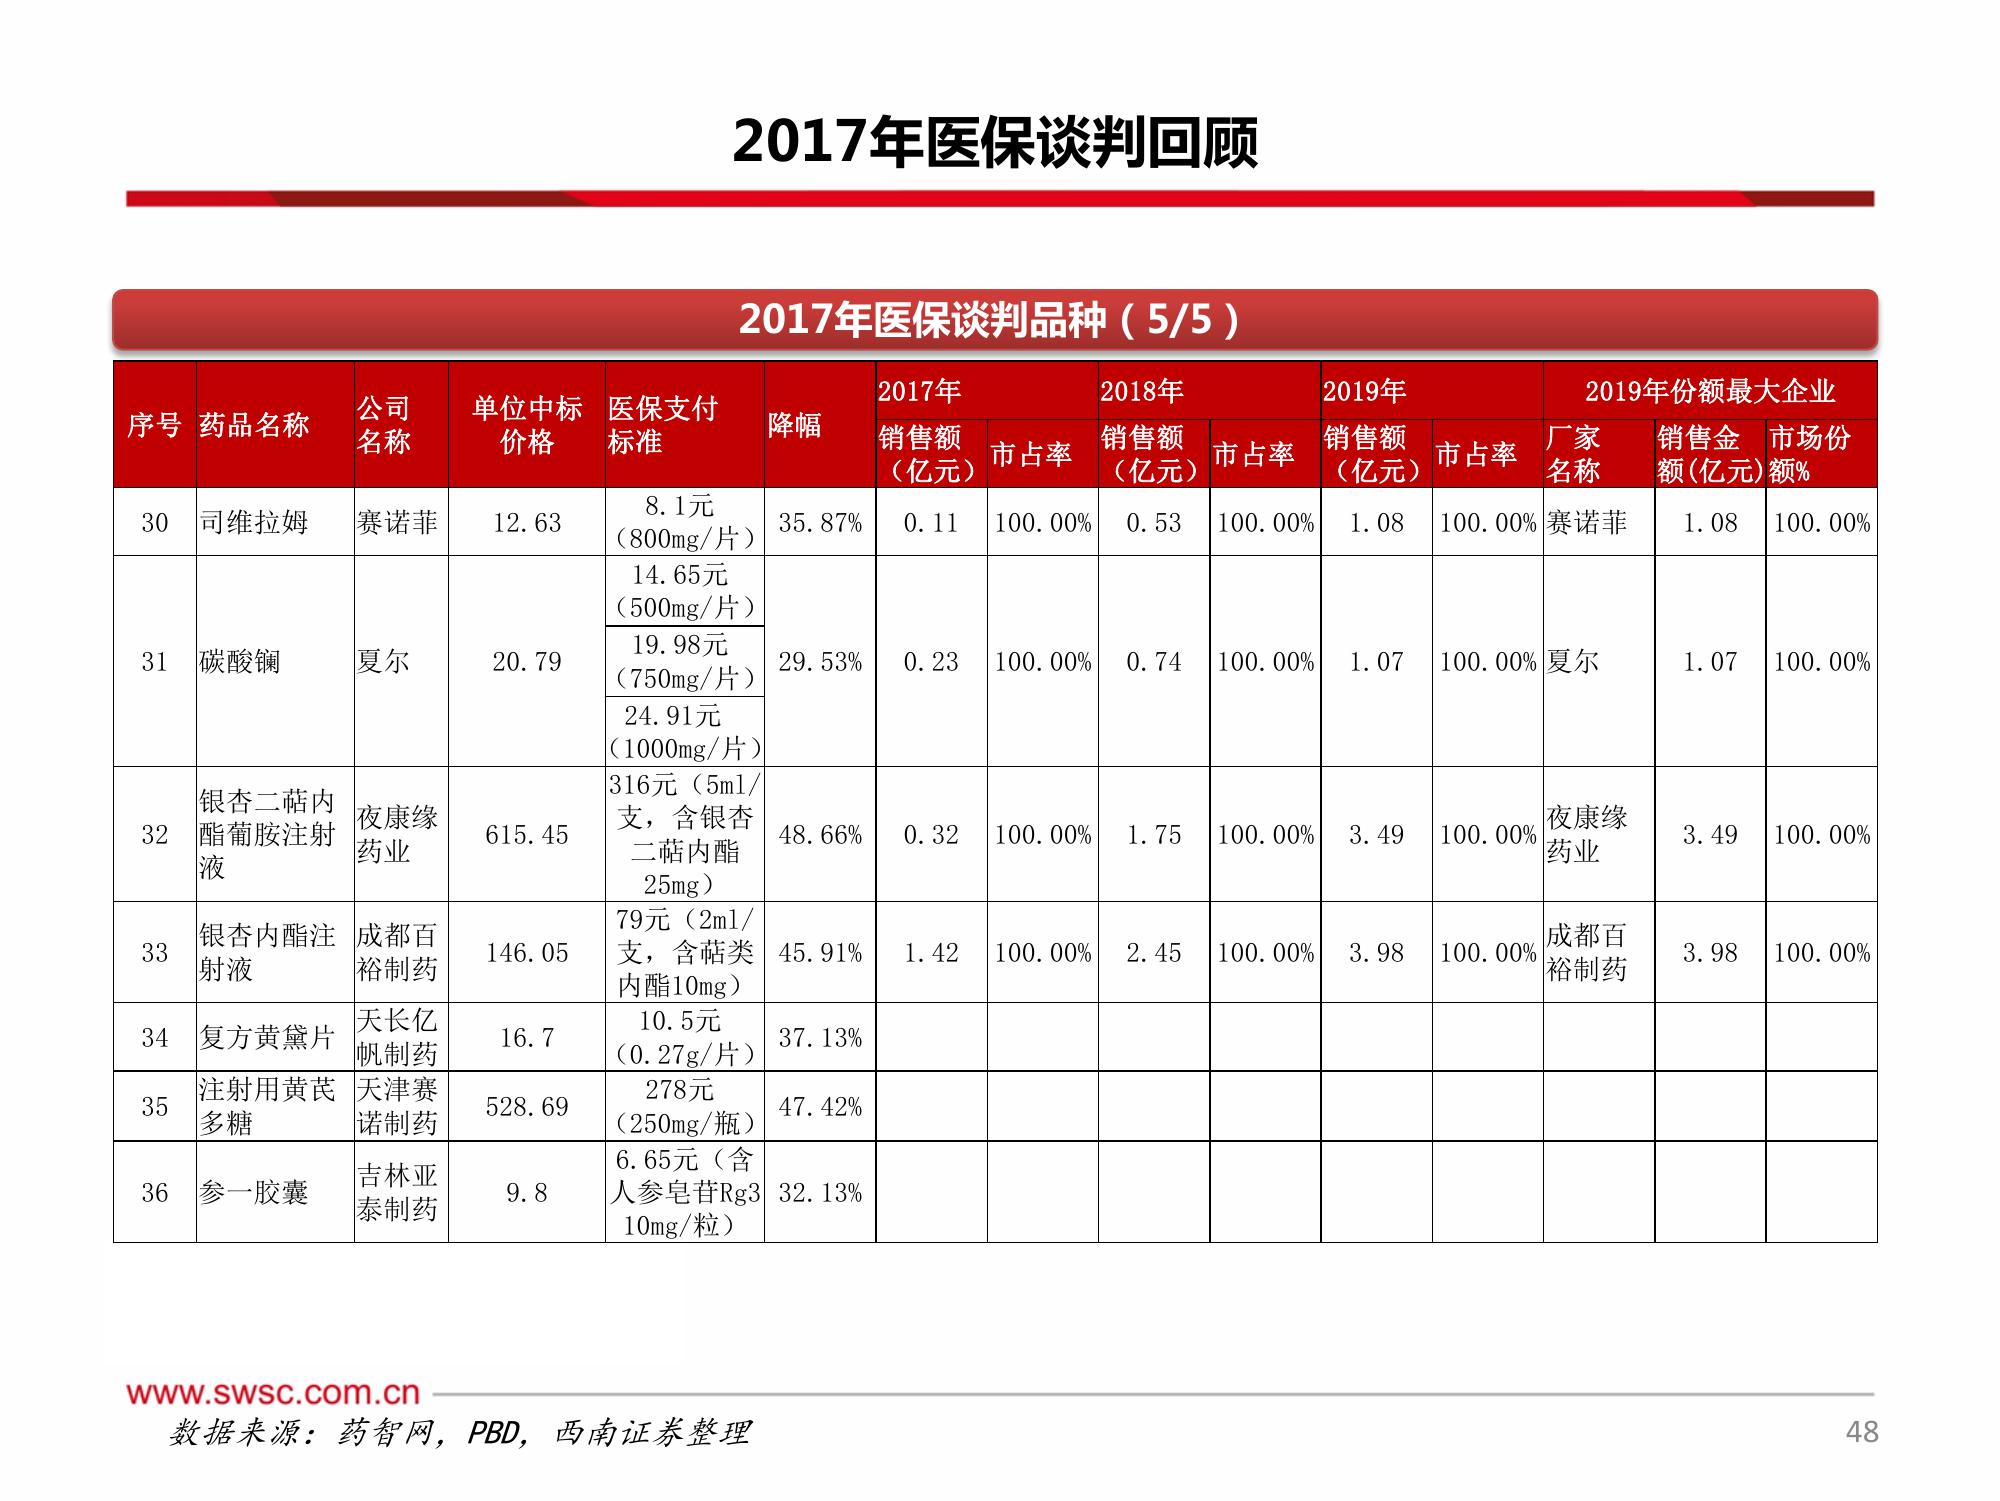 2017年医保谈判回顾
2017年医保谈判品种（5/5）
序号 药品名称 公司名称 单位中标价格 医保支付标准 降幅 2017年 2018年 2019年 2019年份额最大企业
销售额（亿元） 市占率 销售额（亿元） 市占率 销售额（亿元） 市占率 厂家名称 销售金额(亿元) 市场份额%
30 司维拉姆 赛诺菲 12.63 8.1元（800mg/片） 35.87% 0.11 100.00% 0.53 100.00% 1.08 100.00% 赛诺菲 1.08 100.00%
31 碳酸镧 夏尔 20.79 14.65元（500mg/片） 19.98元（750mg/片） 24.91元（1000mg/片） 29.53% 0.23 100.00% 0.74 100.00% 1.07 100.00% 夏尔 1.07 100.00%
32 银杏二萜内酯葡胺注射液 夜康缘药业 615.45 316元（5ml/支，含银杏二萜内酯25mg） 48.66% 0.32 100.00% 1.75 100.00% 3.49 100.00% 夜康缘药业 3.49 100.00%
33 银杏内酯注射液 成都百裕制药 146.05 79元（2ml/支，含萜类内酯10mg） 45.91% 1.42 100.00% 2.45 100.00% 3.98 100.00% 成都百裕制药 3.98 100.00%
34 复方黄黛片 天长亿帆制药 16.7 10.5元（0.27g/片） 37.13%
35 注射用黄芪多糖 天津赛诺制药 528.69 278元（250mg/瓶） 47.42%
36 参一胶囊 吉林亚泰制药 9.8 6.65元（含人参皂苷Rg3 10mg/粒） 32.13%
www.swsc.com.cn
数据来源：药智网，PBD，西南证券整理
48